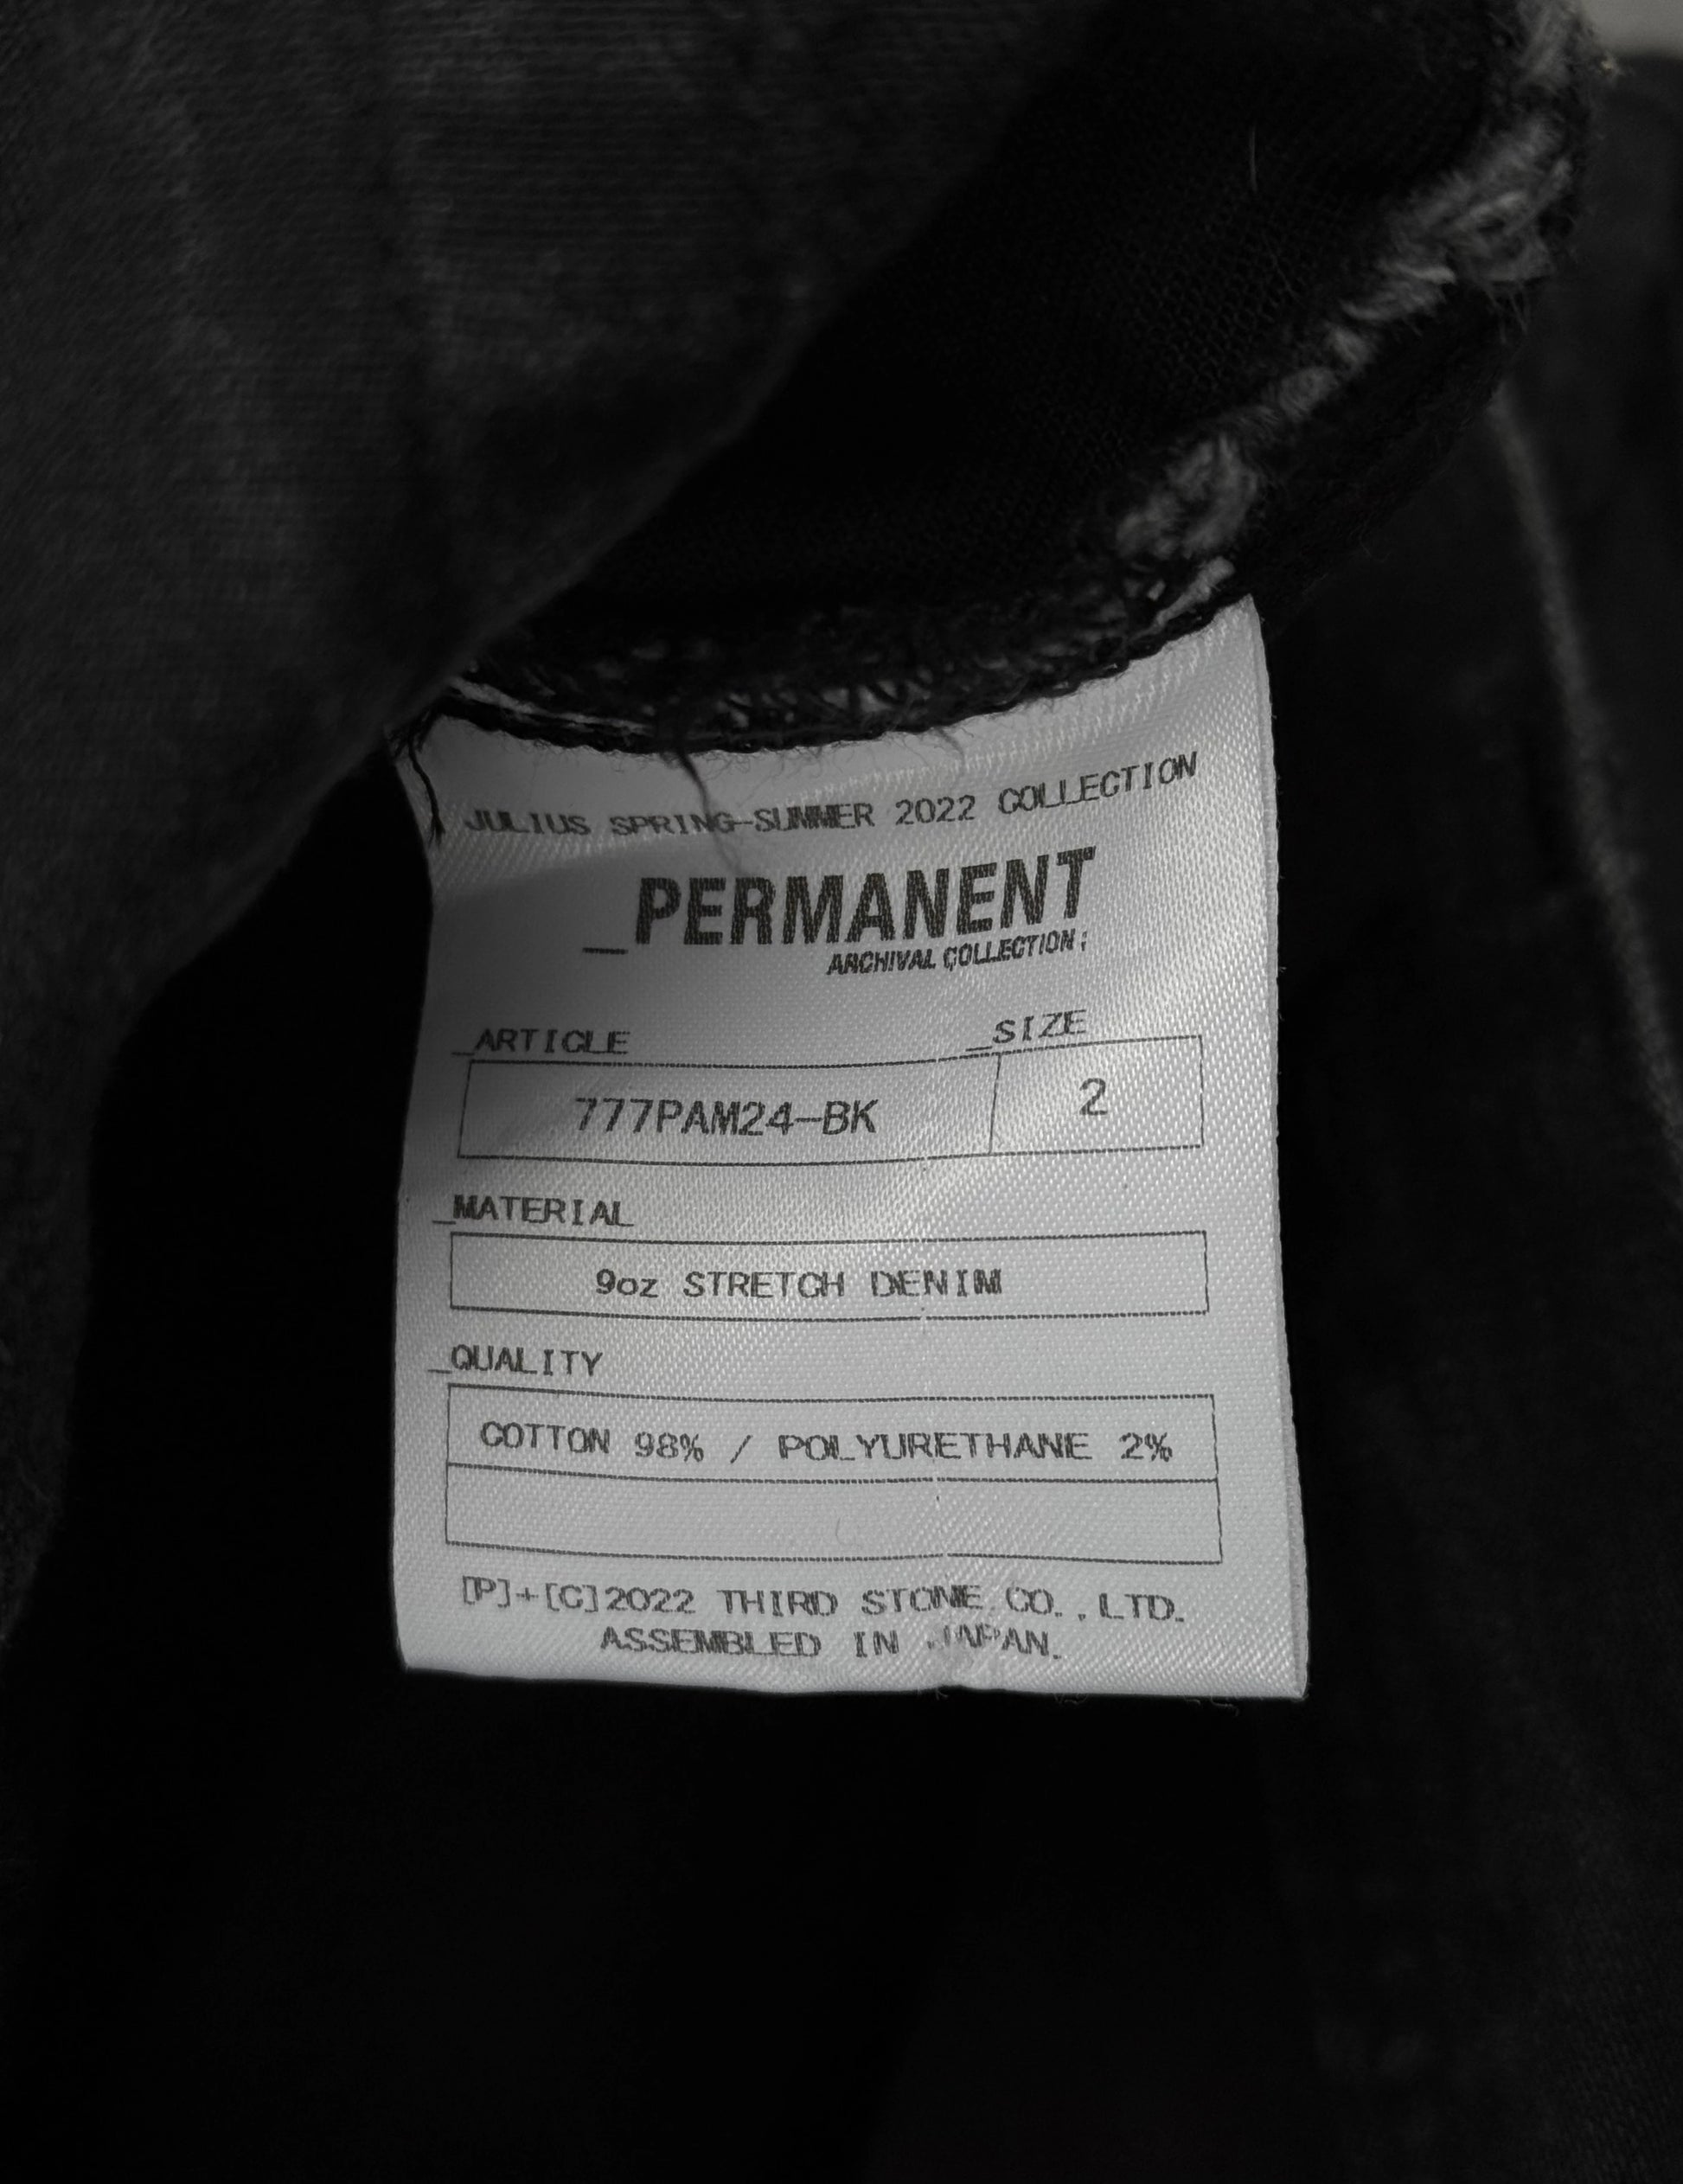 JULIUS SPRING-SUMMER 2022 COLLECTION
_PERMANENT
ARCHIVAL COLLECTION;
_ARTICLE _SIZE
777PAM24-BK 2
_MATERIAL
9oz STRETCH DENIM
_QUALITY
COTTON 98% / POLYURETHANE 2%
[P]+[C]2022 THIRD STONE.CO.,LTD.
ASSEMBLED IN JAPAN.